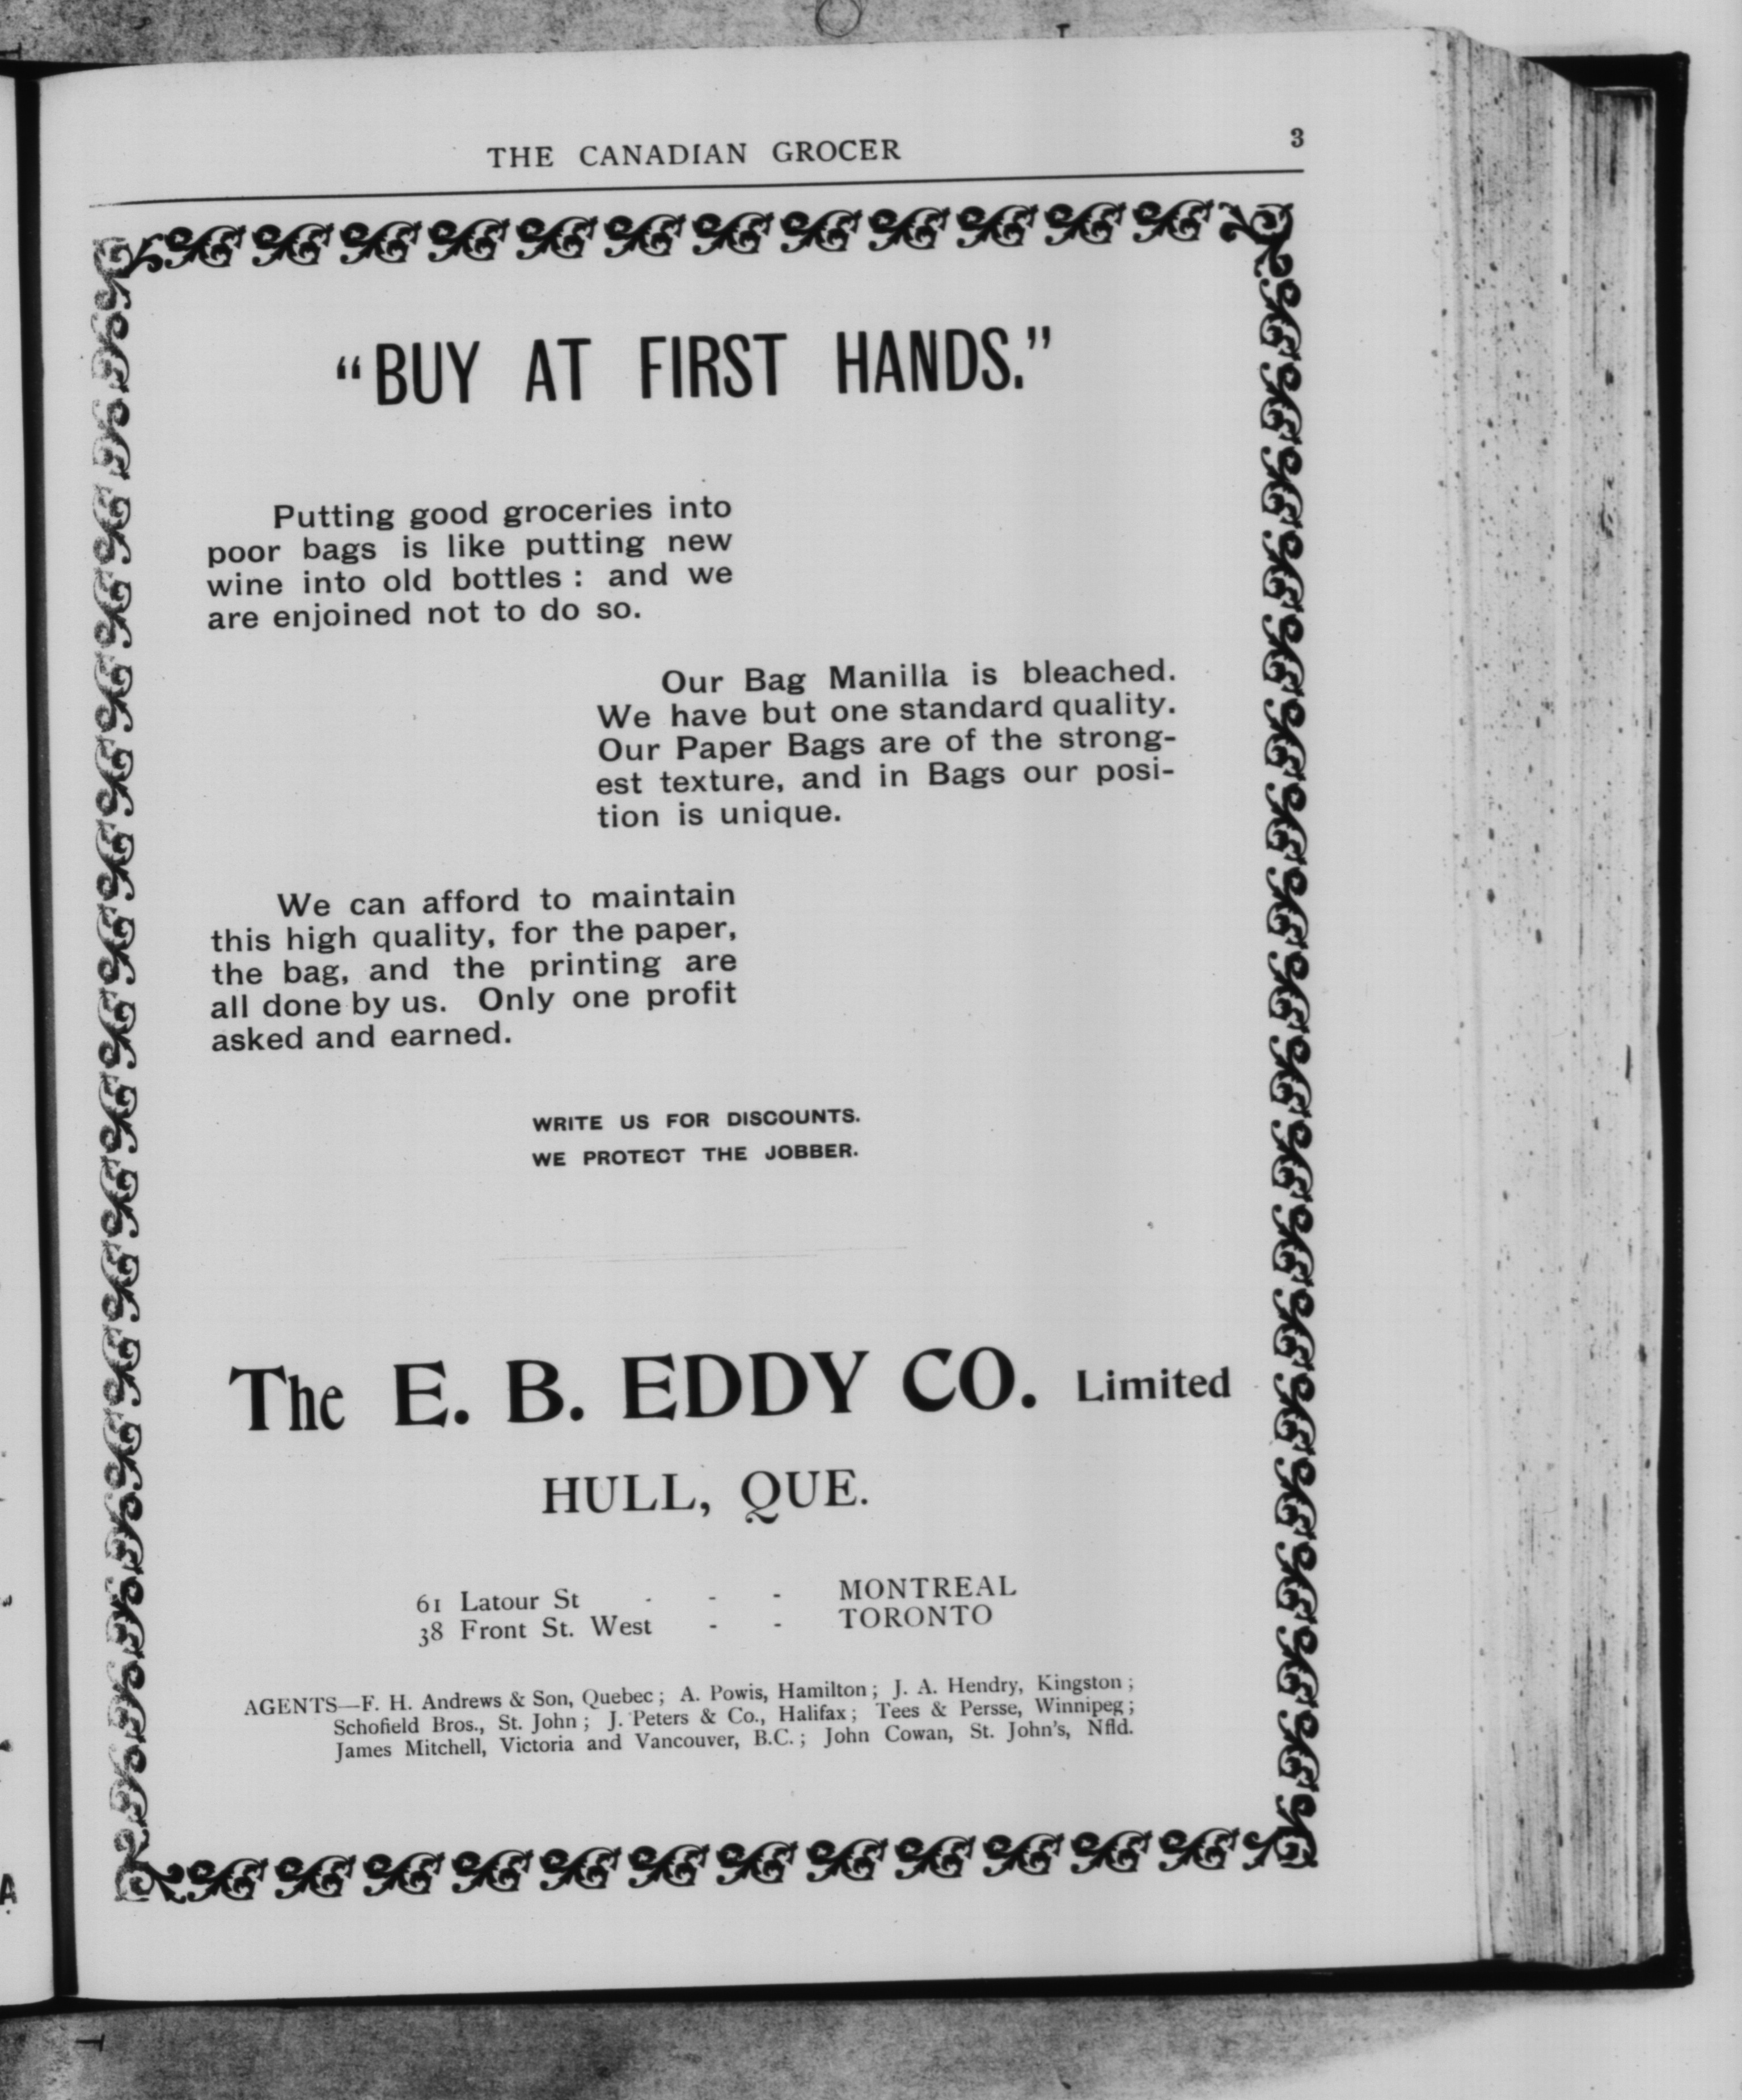 THE CANADIAN GROCER 3
“BUY AT FIRST HANDS.”
Putting good groceries into
poor bags is like putting new
wine into old bottles : and we
are enjoined not to do so.
Our Bag Manilla is bleached.
We have but one standard quality.
Our Paper Bags are of the strong-
est texture, and in Bags our posi-
tion is unique.
We can afford to maintain
this high quality, for the paper,
the bag, and the printing are
all done by us. Only one profit
asked and earned.
WRITE US FOR DISCOUNTS.
WE PROTECT THE JOBBER.
The E. B. EDDY CO. Limited
HULL, QUE.
61 Latour St - - - MONTREAL
38 Front St. West - - TORONTO
AGENTS—F. H. Andrews & Son, Quebec ; A. Powis, Hamilton ; J. A. Hendry, Kingston ;
Schofield Bros., St. John ; J. Peters & Co., Halifax ; Tees & Persse, Winnipeg ;
James Mitchell, Victoria and Vancouver, B.C. ; John Cowan, St. John's, Nfld.